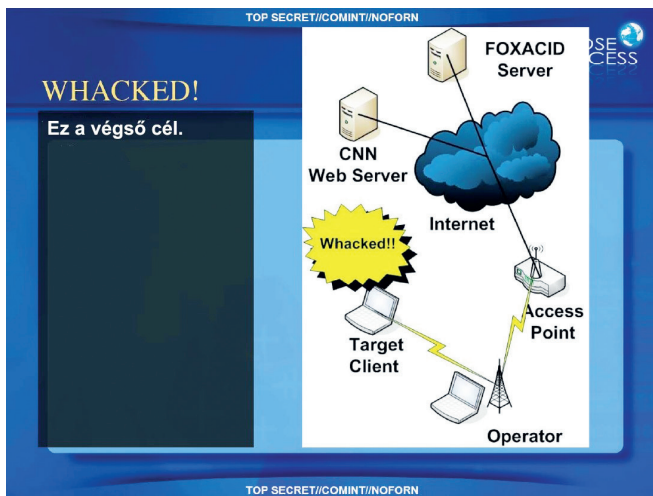 TOP SECRET//COMINT//NOFORN
WHACKED!
Ez a végső cél.
FOXACID
Server
CNN
Web Server
Internet
Whacked!!
Access
Point
Target
Client
Operator
TOP SECRET//COMINT//NOFORN